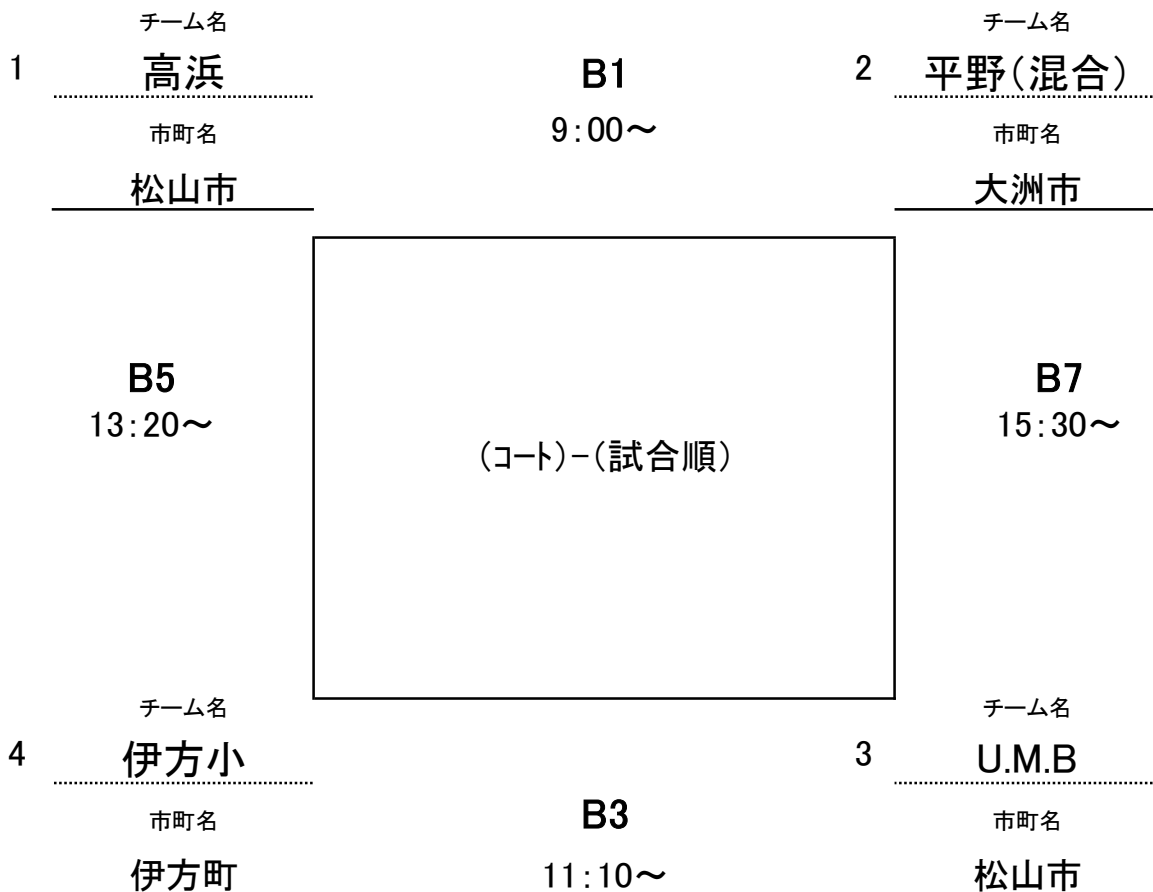 チーム名
1
高浜
市町名
松山市
B1
9:00～
チーム名
2
平野(混合)
市町名
大洲市
B5
13:20～
(ｺｰﾄ)-(試合順)
B7
15:30～
チーム名
4
伊方小
市町名
伊方町
B3
11:10～
チーム名
3
U.M.B
市町名
松山市